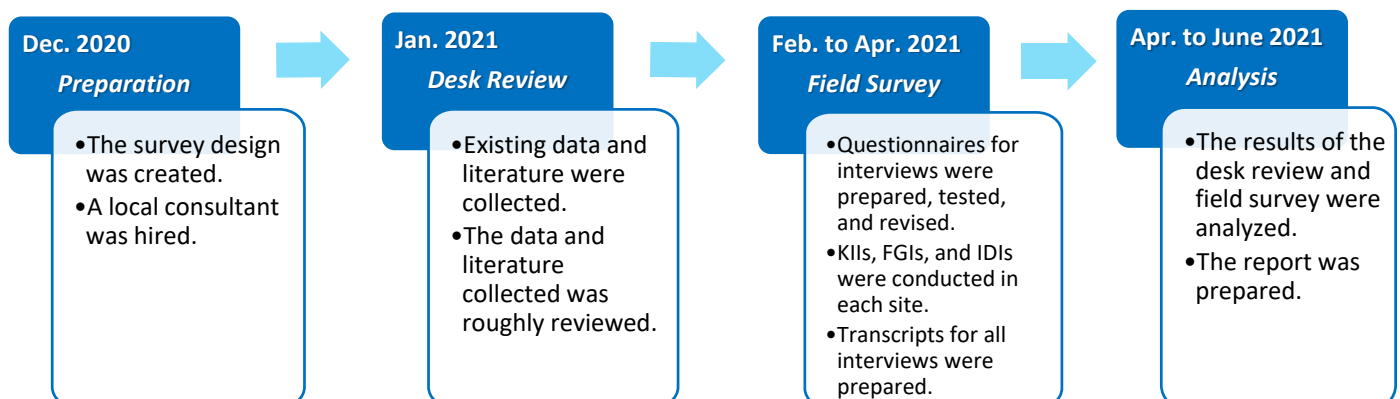 Dec. 2020
Preparation
•The survey design
was created.
•A local consultant
was hired.
Jan. 2021
Desk Review
•Existing data and
literature were
collected.
•The data and
literature
collected was
roughly reviewed.
Feb. to Apr. 2021
Field Survey
•Questionnaires for
interviews were
prepared, tested,
and revised.
•KIIs, FGIs, and IDIs
were conducted in
each site.
•Transcripts for all
interviews were
prepared.
Apr. to June 2021
Analysis
•The results of the
desk review and
field survey were
analyzed.
•The report was
prepared.